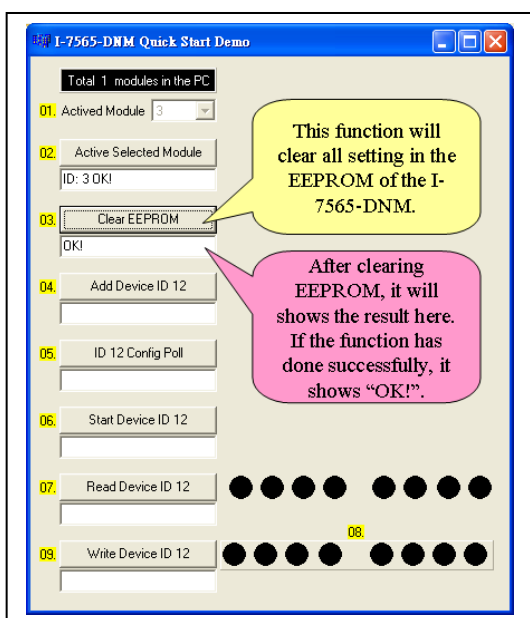 I-7565-DNM Quick Start Demo
Total 1 modules in the PC
01. Actived Module 3
02. Active Selected Module
ID: 3 OK!
03. Clear EEPROM
OK!
This function will
clear all setting in the
EEPROM of the I-
7565-DNM.
After clearing
EEPROM, it will
shows the result here.
If the function has
done successfully, it
shows “OK!”.
04. Add Device ID 12
05. ID 12 Config Poll
06. Start Device ID 12
07. Read Device ID 12
08.
09. Write Device ID 12